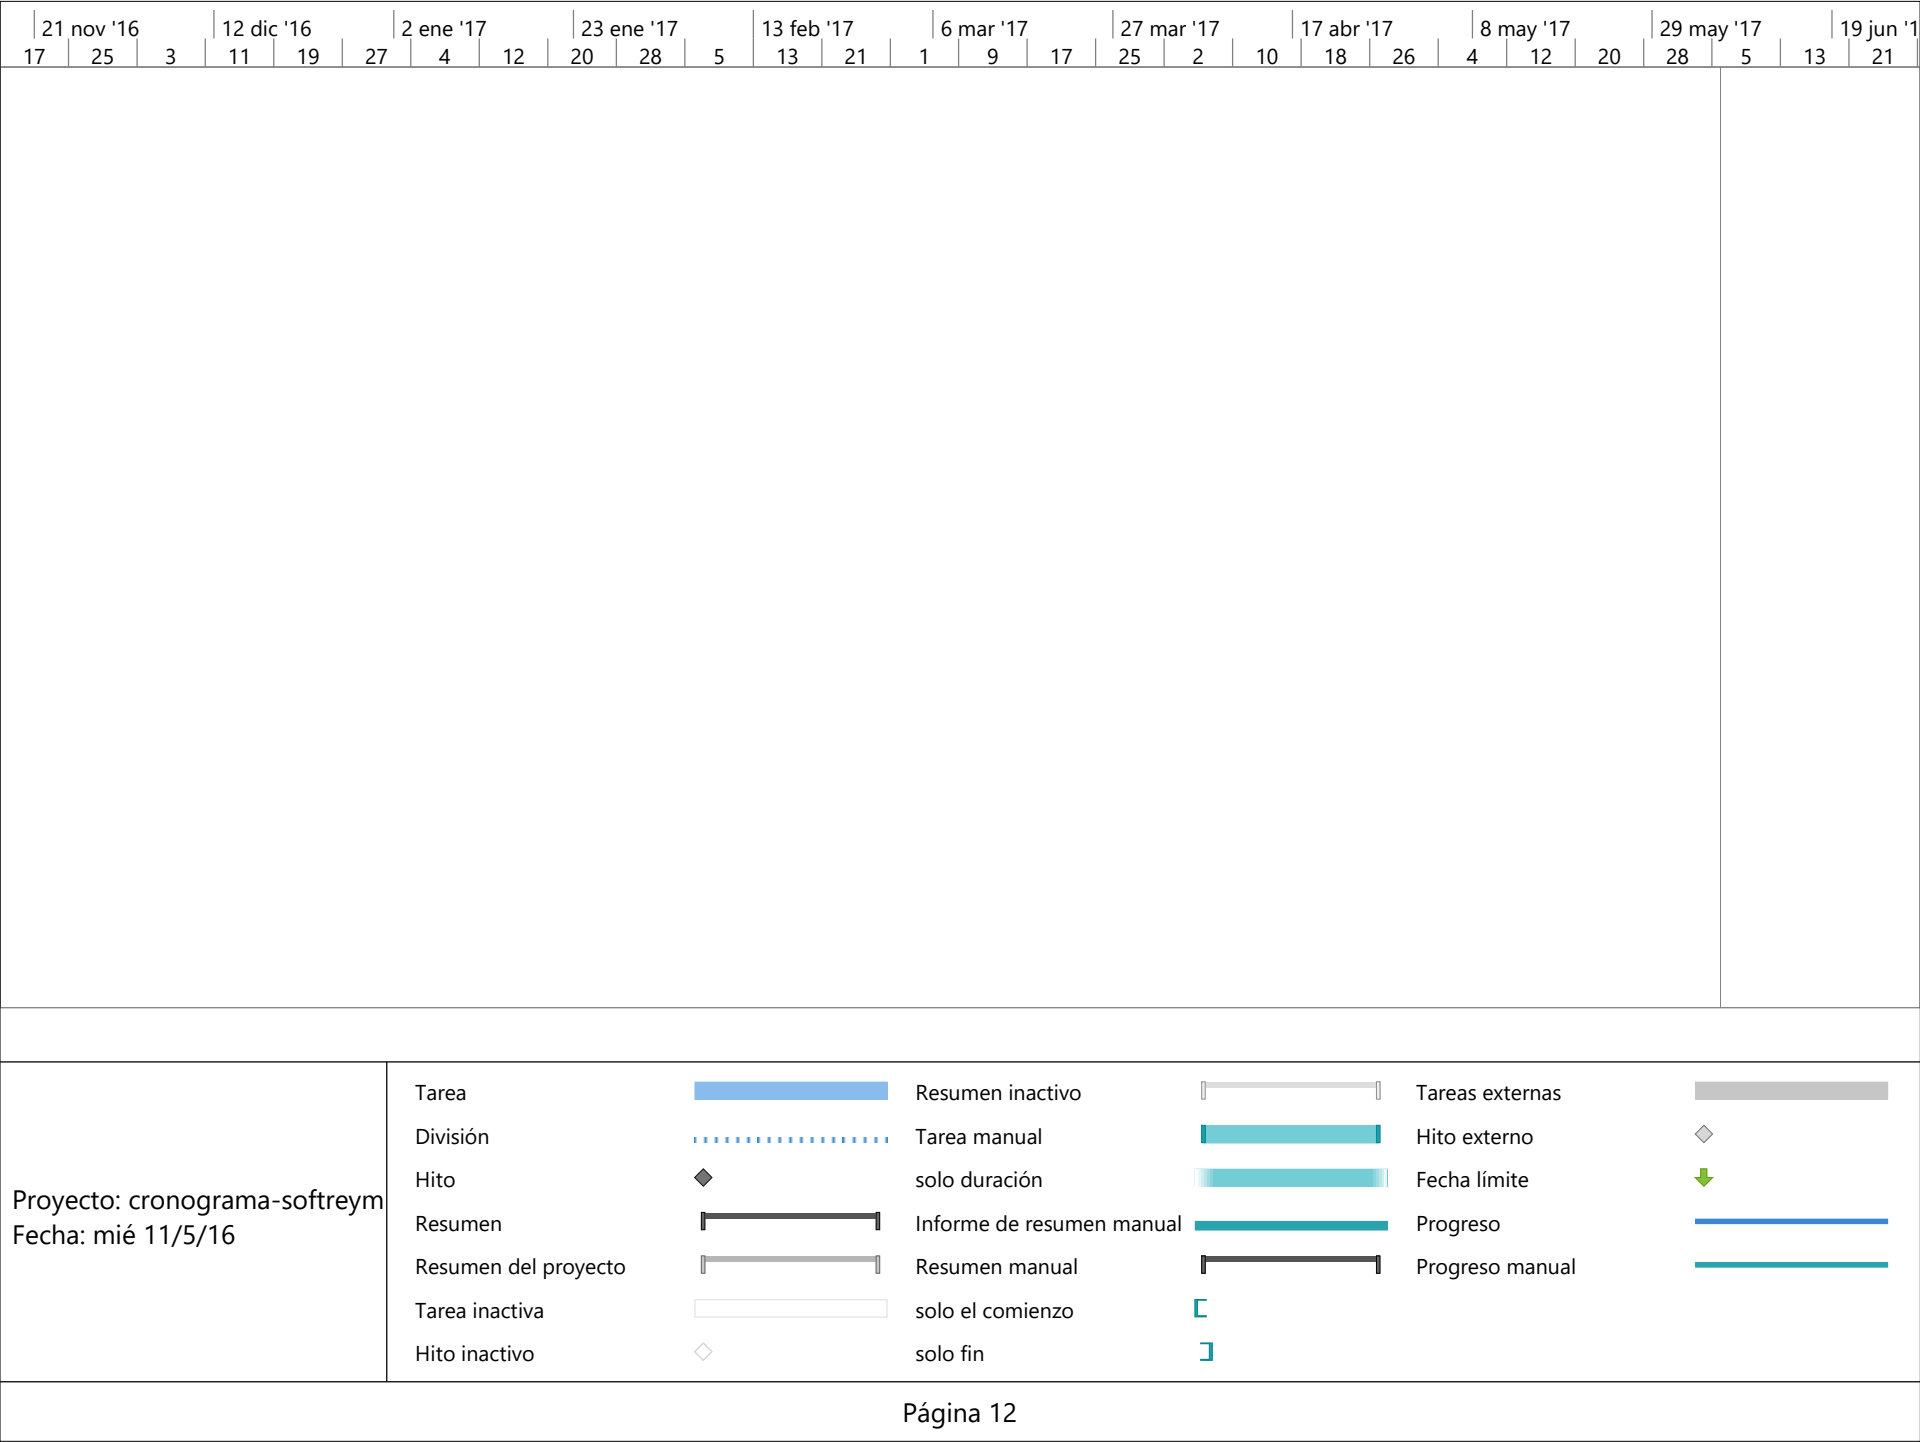 21 nov '16 12 dic '16 2 ene '17 23 ene '17 13 feb '17 6 mar '17 27 mar '17 17 abr '17 8 may '17 29 may '17 19 jun '1
17 25 3 11 19 27 4 12 20 28 5 13 21 1 9 17 25 2 10 18 26 4 12 20 28 5 13 21
Proyecto: cronograma-softreym
Fecha: mié 11/5/16
Tarea
División
Hito
Resumen
Resumen del proyecto
Tarea inactiva
Hito inactivo
Resumen inactivo
Tarea manual
solo duración
Informe de resumen manual
Resumen manual
solo el comienzo
solo fin
Tareas externas
Hito externo
Fecha límite
Progreso
Progreso manual
Página 12